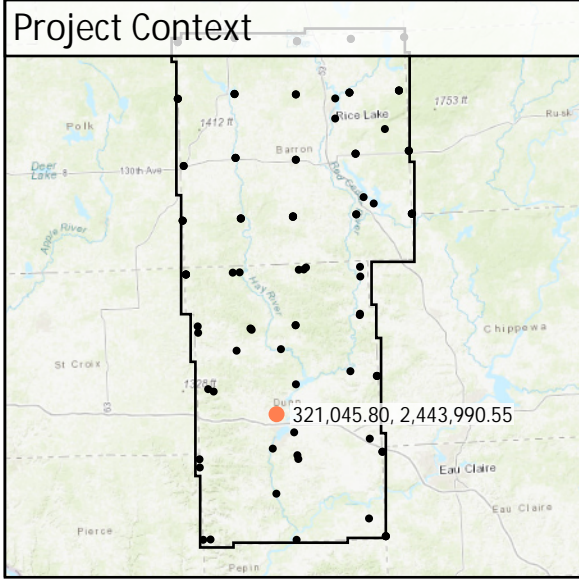 Project Context
1753 ft
Rice Lake
Rusk
1412 ft
Polk
Barron
Deer
Lake 8
130th Ave
Red Cedar River
Apple River
Hay River
Chippewa
St Croix
1328 ft
63
Dunn
321,045.80, 2,443,990.55
Eau Claire
Eau Claire
Pierce
Pepin